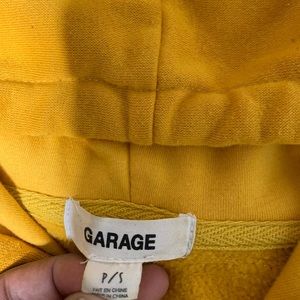 GARAGE
P/S
FAIT EN CHINE
MADE IN CHINA